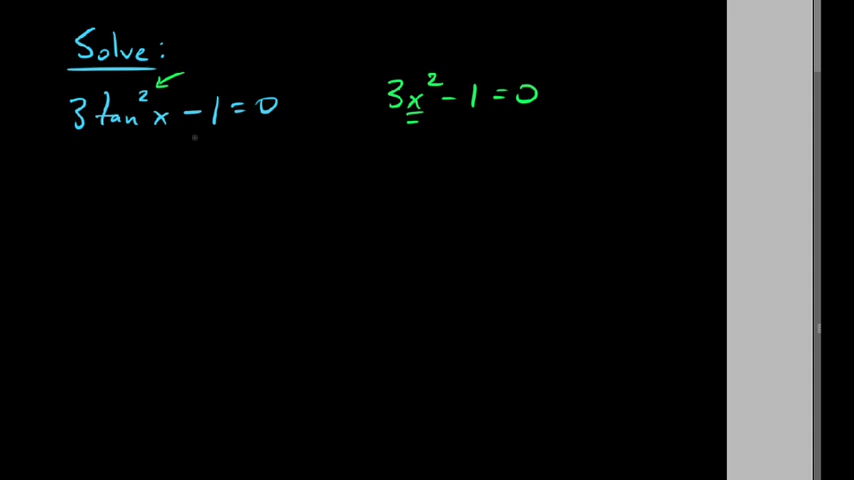 Solve:
3tan²x - 1 = 0
3x² - 1 = 0